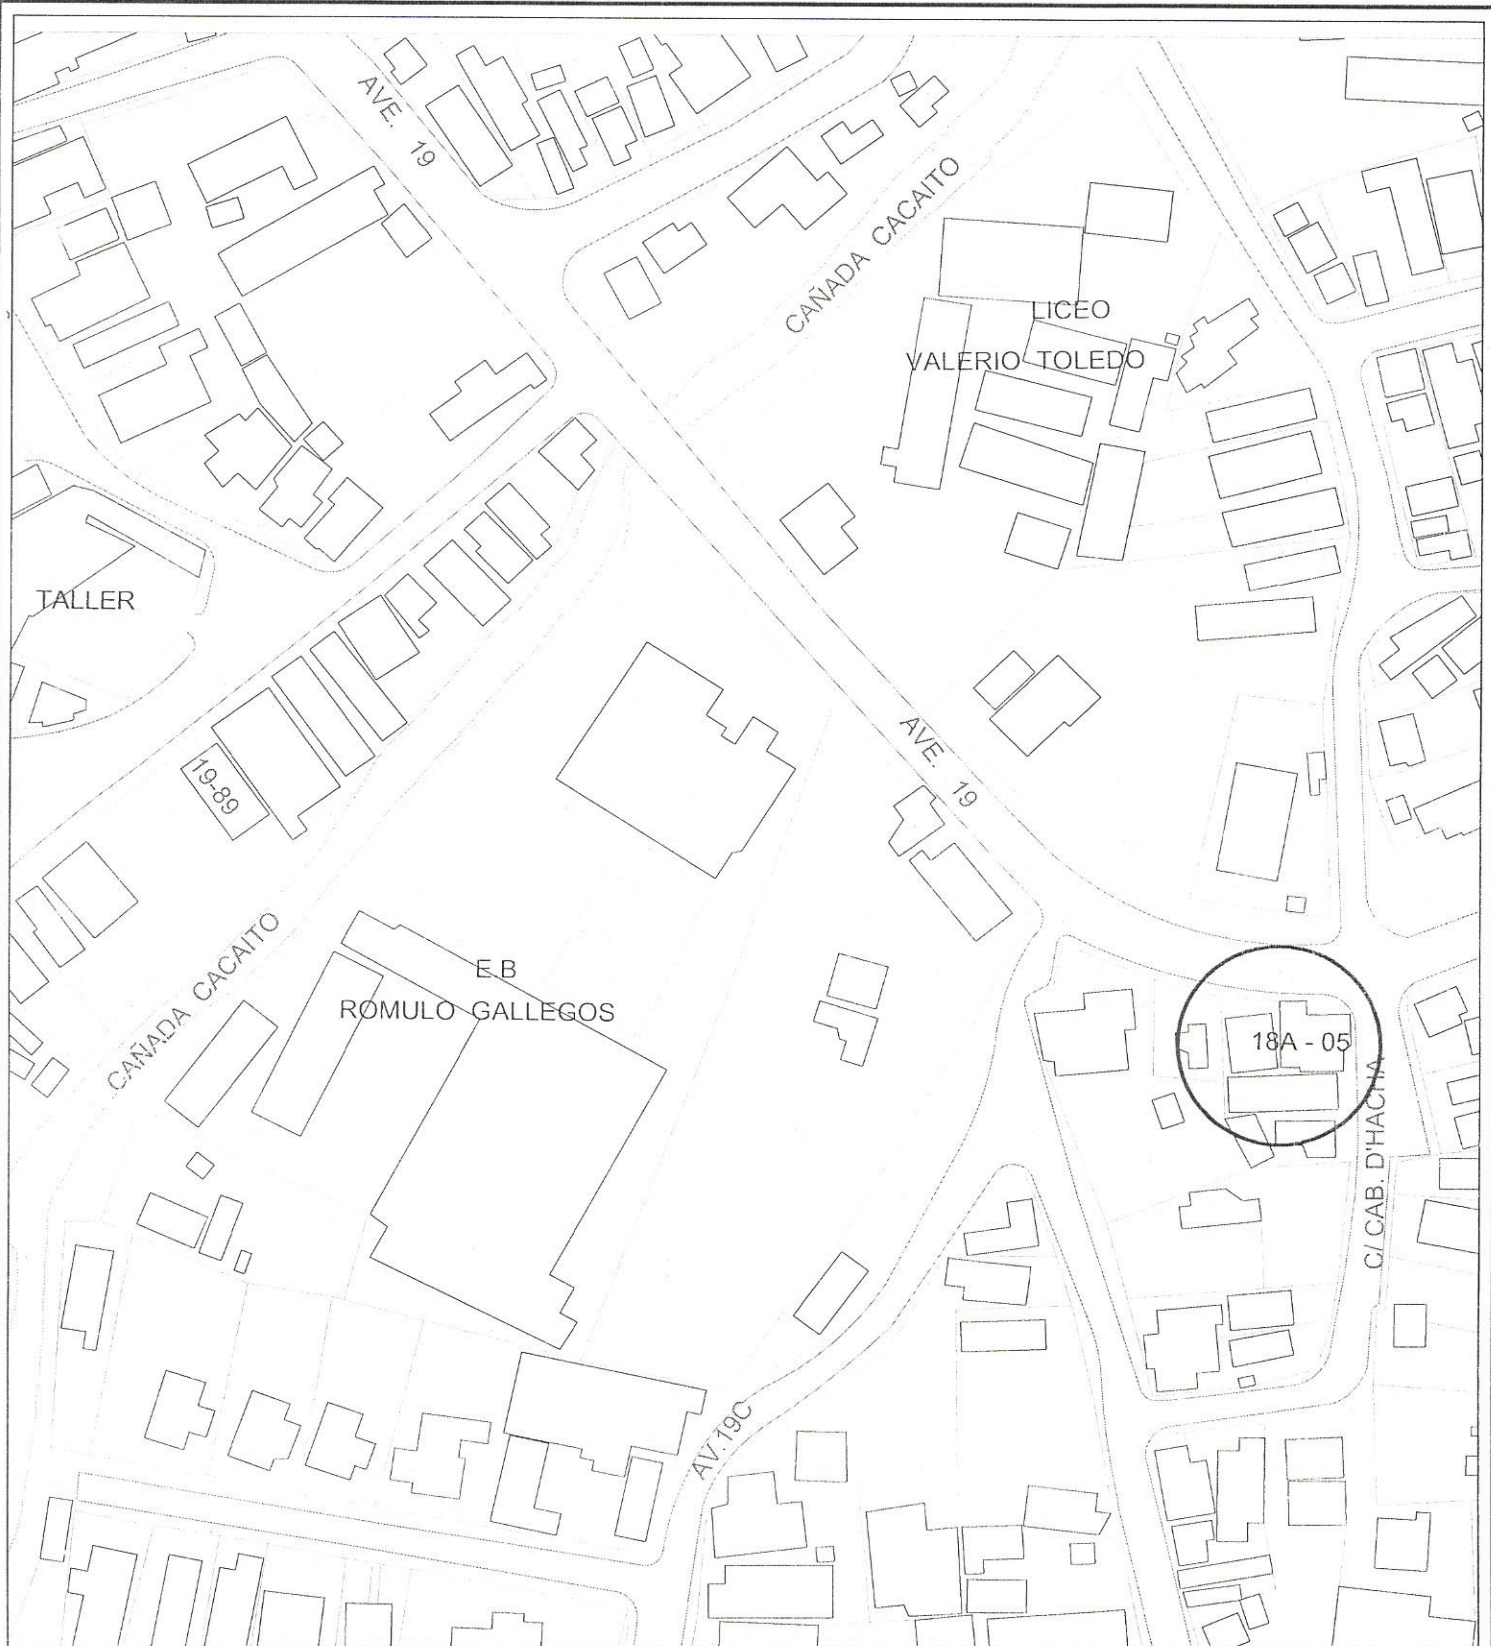 AVE. 19
CAÑADA CACAITO
LICEO
VALERIO TOLEDO
TALLER
AVE. 19
19-89
CAÑADA CACAITO
E.B
ROMULO GALLEGOS
18A - 05
C/ CAB. D'HACHA
AV.19C